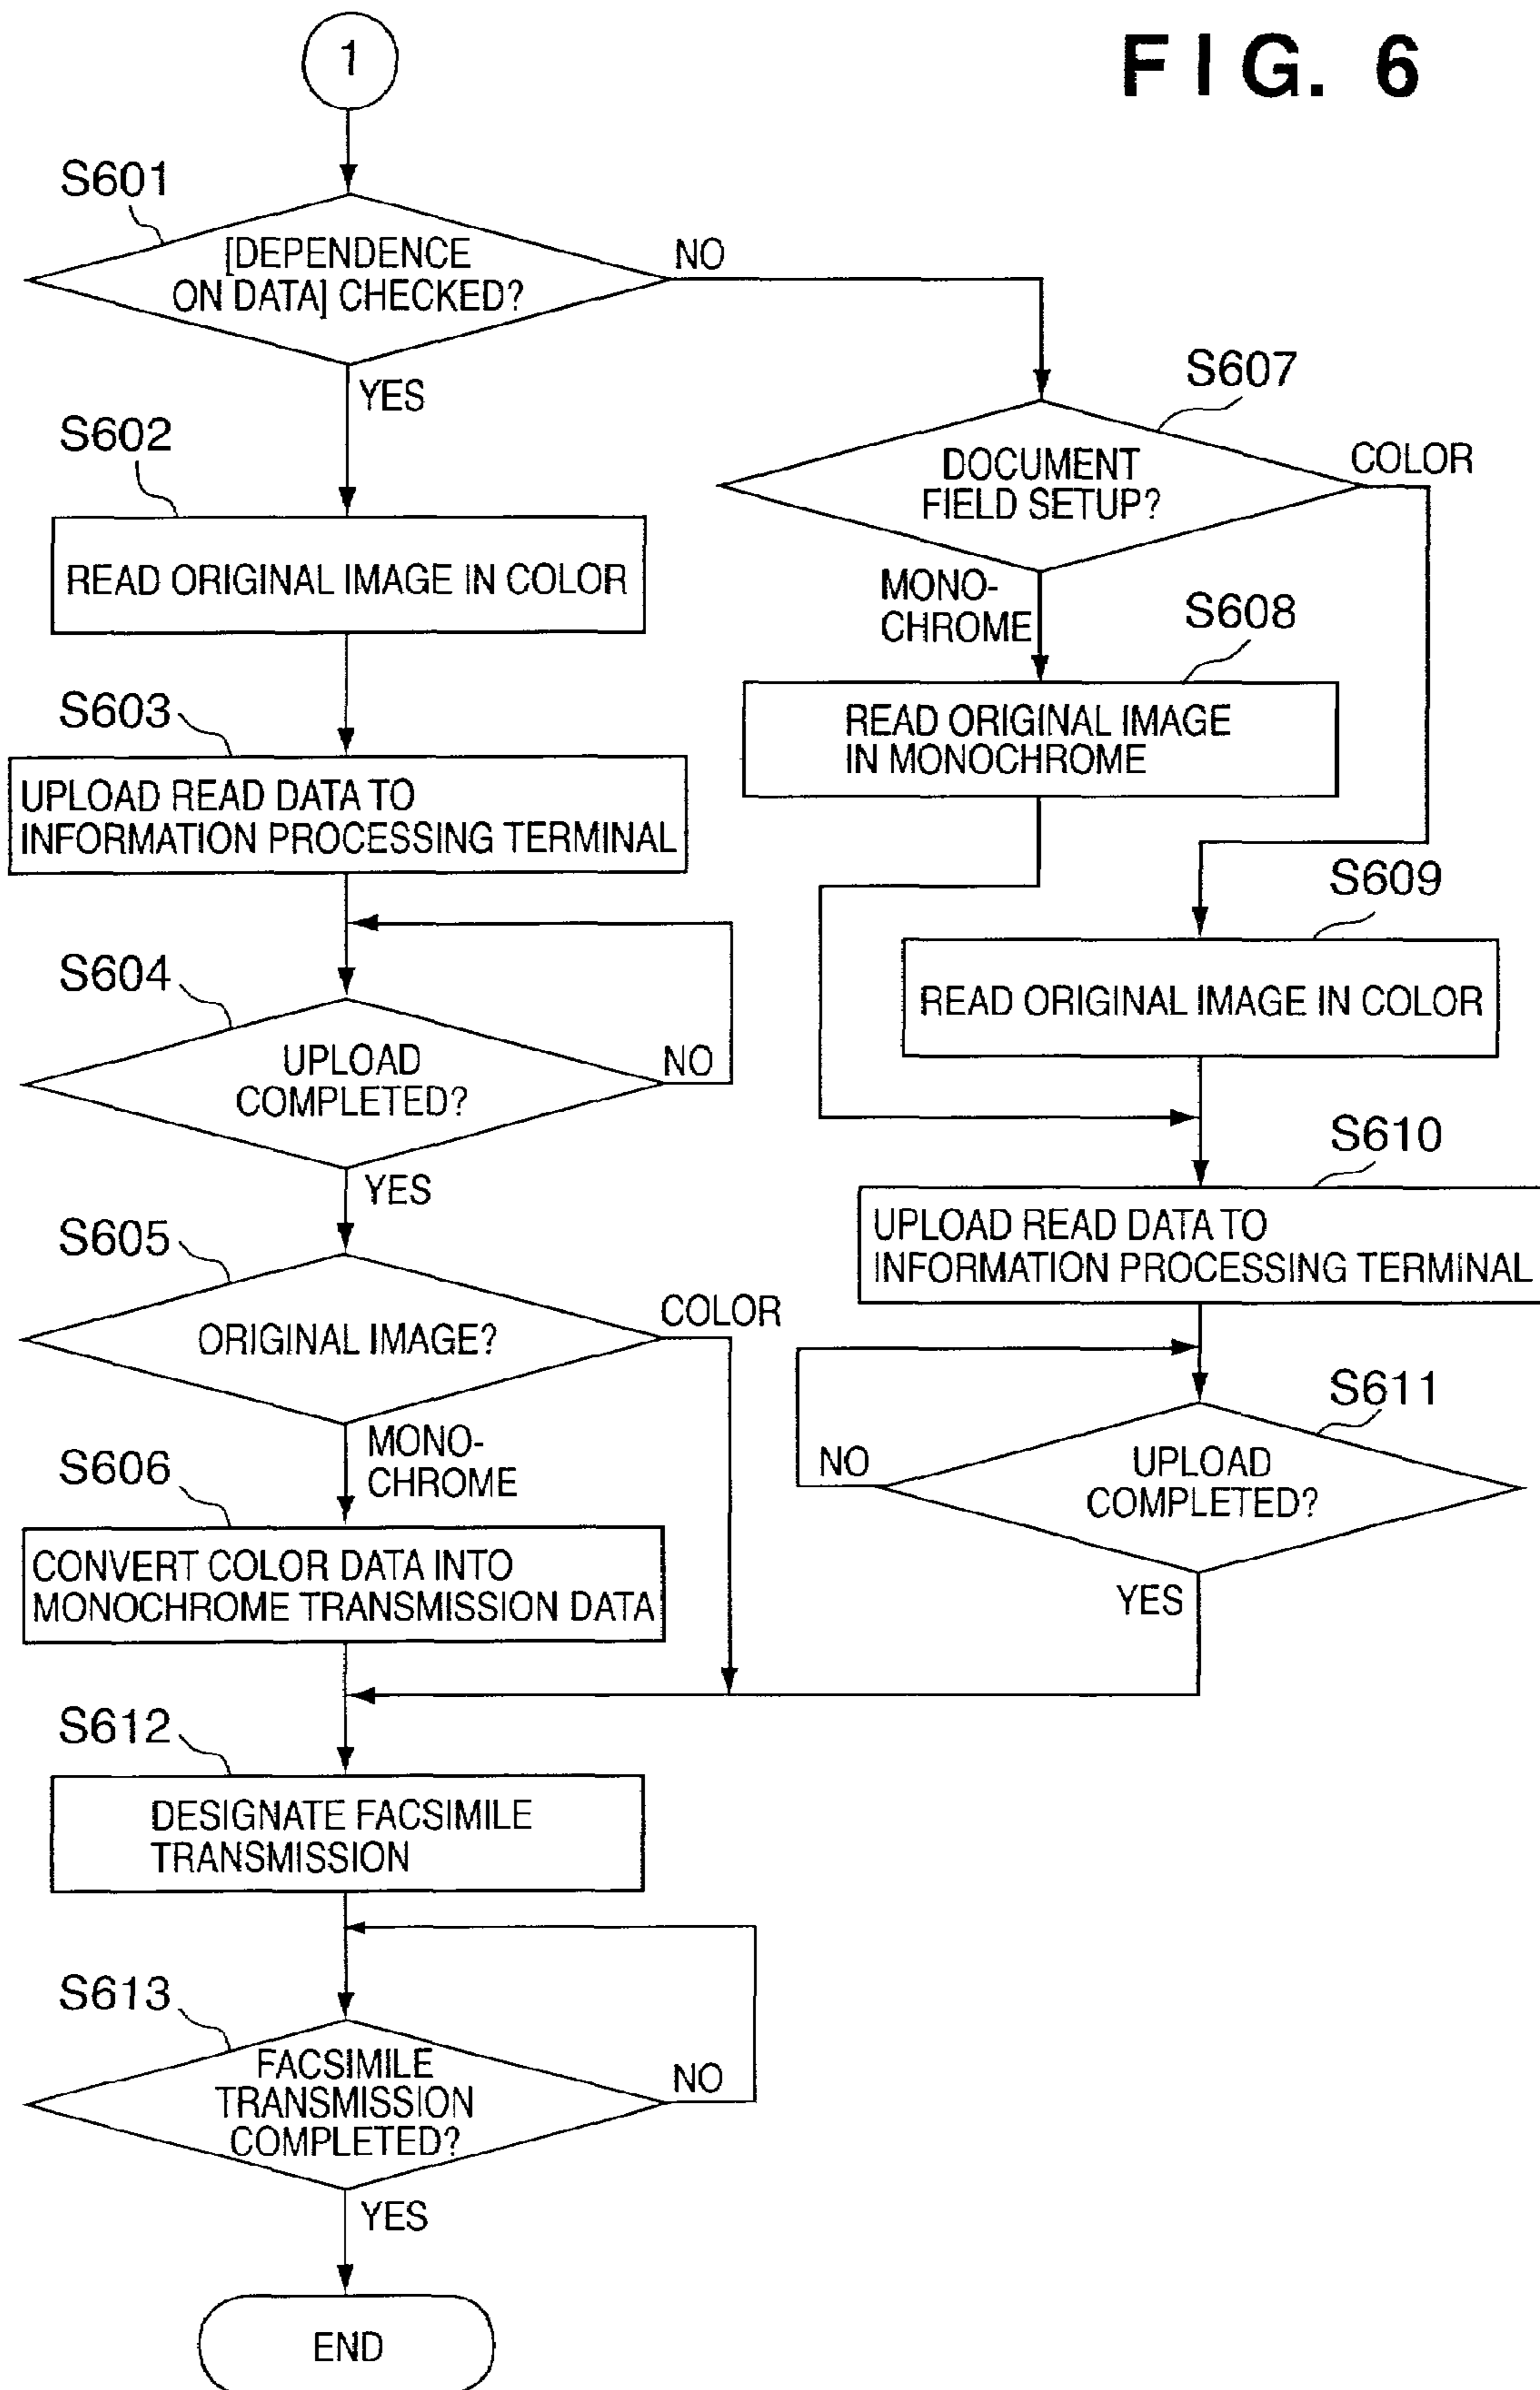 FIG. 6
1
S601
[DEPENDENCE
ON DATA] CHECKED?
NO
YES
S602
READ ORIGINAL IMAGE IN COLOR
S603
UPLOAD READ DATA TO
INFORMATION PROCESSING TERMINAL
S604
UPLOAD
COMPLETED?
NO
YES
S605
ORIGINAL IMAGE?
COLOR
MONO-
CHROME
S606
CONVERT COLOR DATA INTO
MONOCHROME TRANSMISSION DATA
S607
DOCUMENT
FIELD SETUP?
COLOR
MONO-
CHROME
S608
READ ORIGINAL IMAGE
IN MONOCHROME
S609
READ ORIGINAL IMAGE IN COLOR
S610
UPLOAD READ DATA TO
INFORMATION PROCESSING TERMINAL
S611
UPLOAD
COMPLETED?
NO
YES
S612
DESIGNATE FACSIMILE
TRANSMISSION
S613
FACSIMILE
TRANSMISSION
COMPLETED?
NO
YES
END